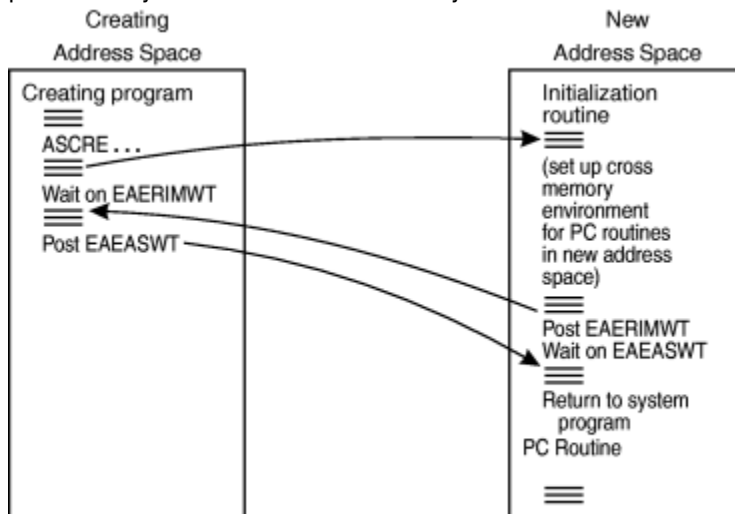 Creating
Address Space
New
Address Space
Creating program
ASCRE . . .
Wait on EAERIMWT
Post EAEASWT
Initialization
routine
(set up cross
memory
environment
for PC routines
in new address
space)
Post EAERIMWT
Wait on EAEASWT
Return to system
program
PC Routine